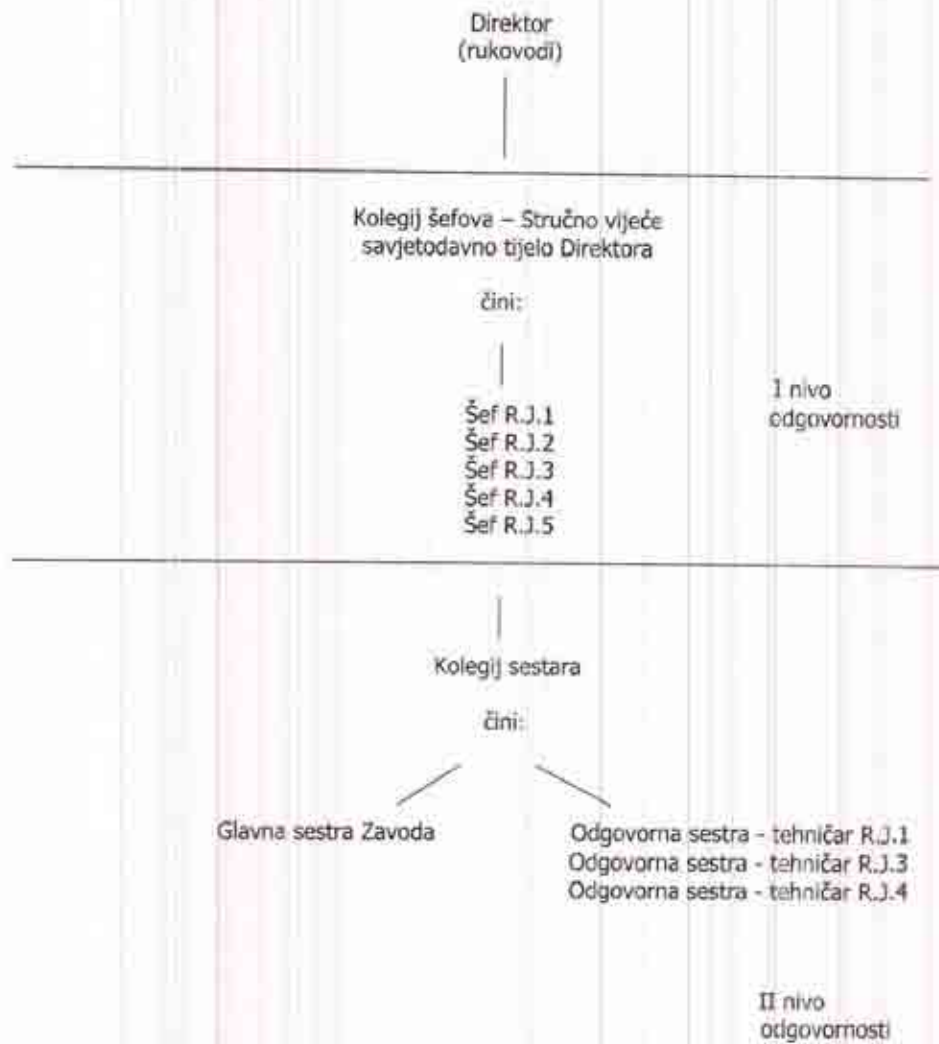 Direktor
(rukovodi)
Kolegij šefova – Stručno vijeće
savjetodavno tijelo Direktora
čini:
I nivo
odgovornosti
Šef R.J.1
Šef R.J.2
Šef R.J.3
Šef R.J.4
Šef R.J.5
Kolegij sestara
čini:
Glavna sestra Zavoda
Odgovorna sestra - tehničar R.J.1
Odgovorna sestra - tehničar R.J.3
Odgovorna sestra - tehničar R.J.4
II nivo
odgovornosti